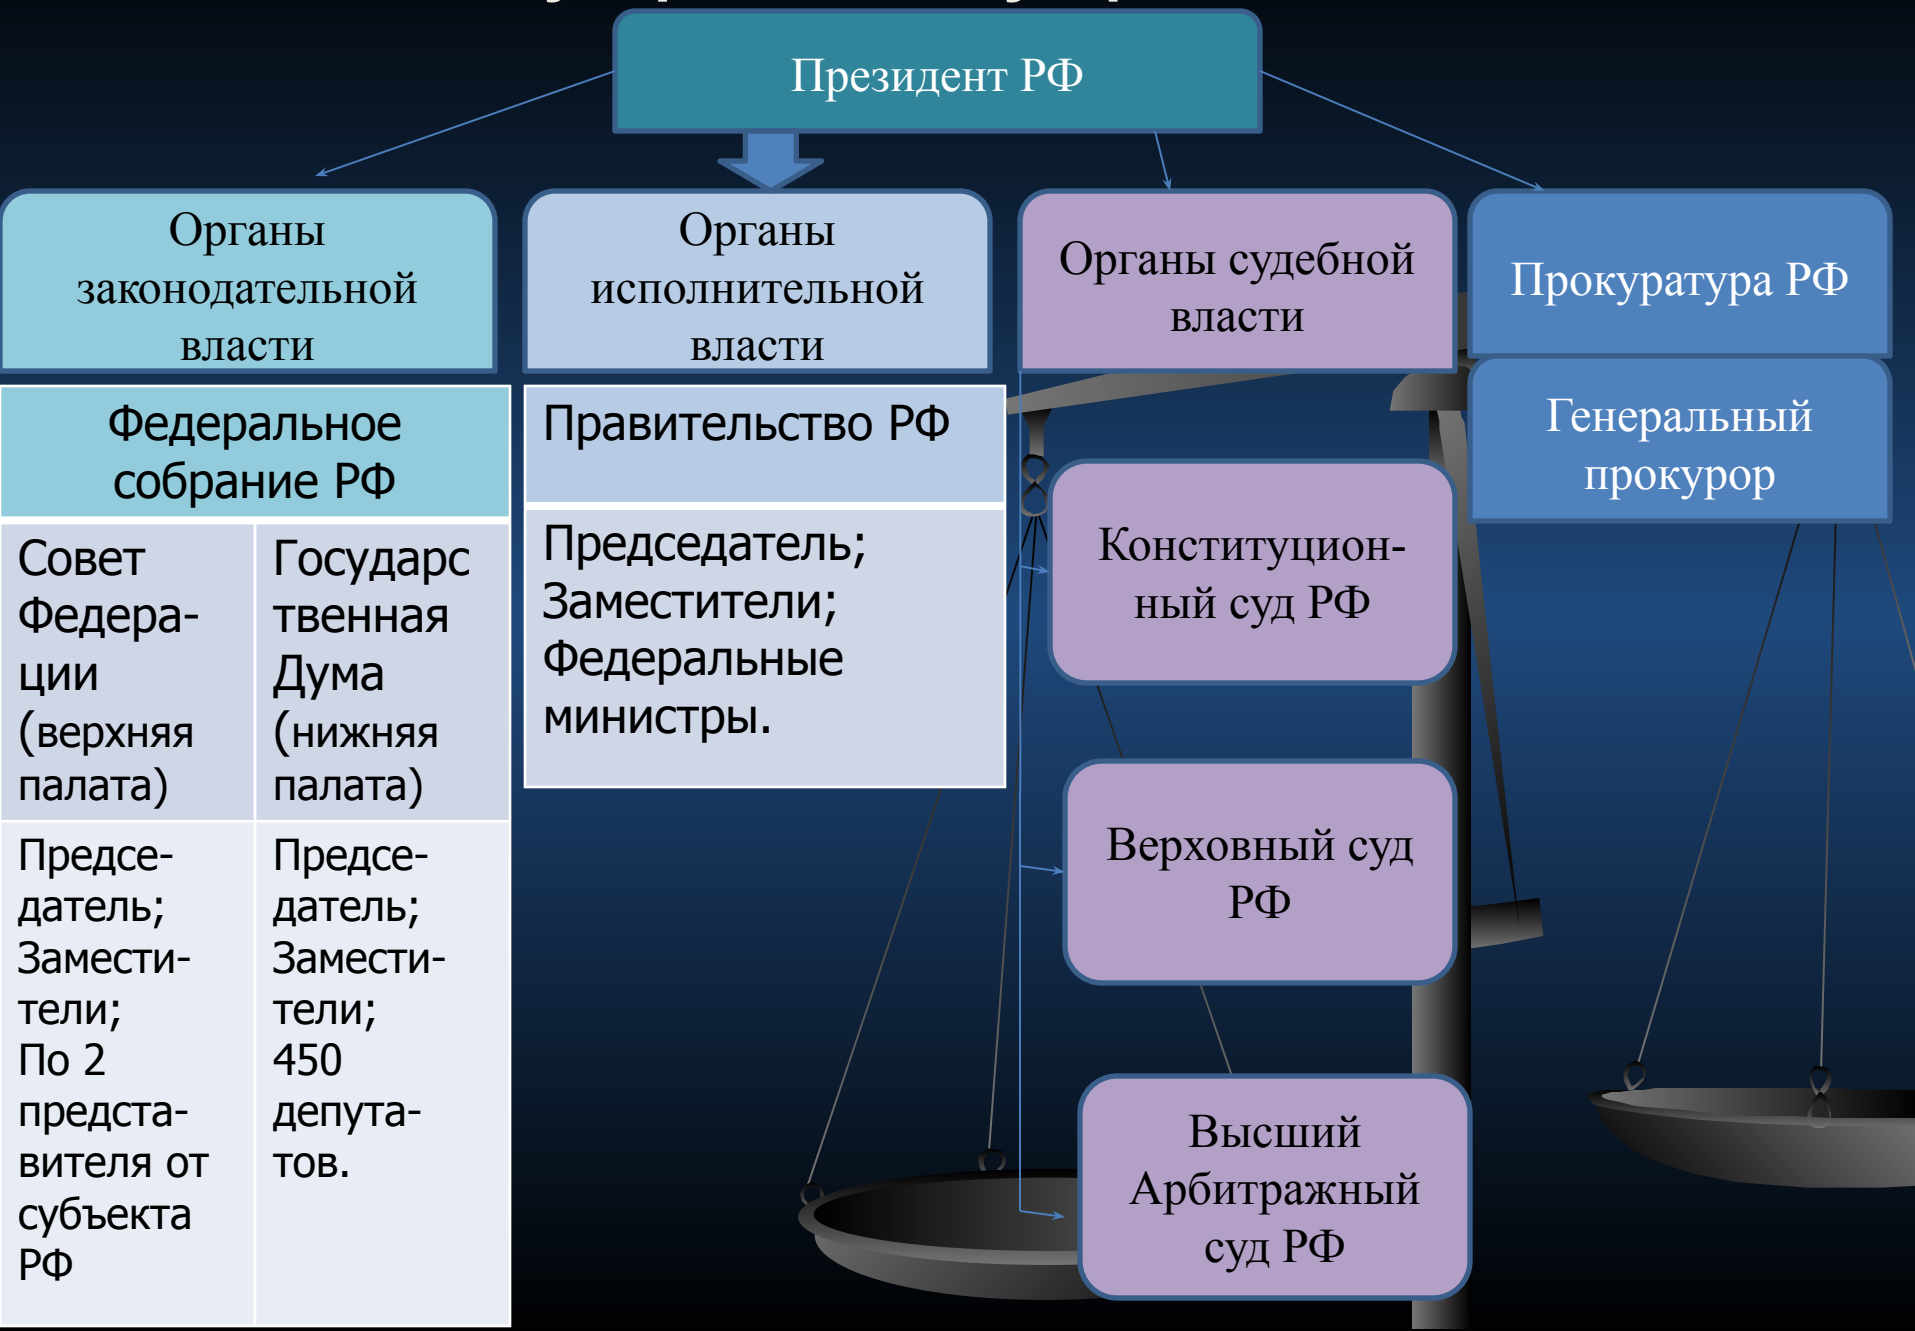 Президент РФ
Органы
законодательной
власти
Федеральное
собрание РФ
Совет
Федера-
ции
(верхняя
палата)
Государс
твенная
Дума
(нижняя
палата)
Предсе-
датель;
Замести-
тели;
По 2
предста-
вителя от
субъекта
РФ
Предсе-
датель;
Замести-
тели;
450
депута-
тов.
Органы
исполнительной
власти
Правительство РФ
Председатель;
Заместители;
Федеральные
министры.
Органы судебной
власти
Конституцион-
ный суд РФ
Верховный суд
РФ
Высший
Арбитражный
суд РФ
Прокуратура РФ
Генеральный
прокурор